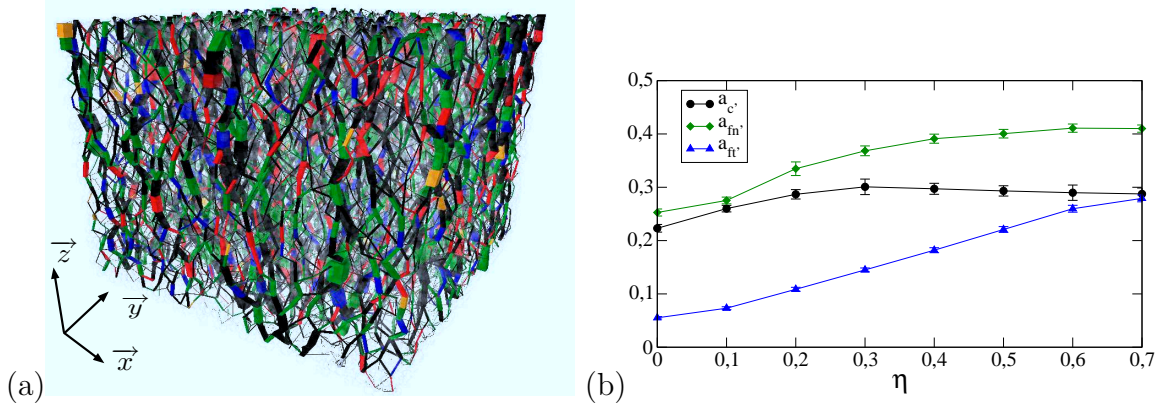 (a)
z
y
x
(b)
0,5
0,4
0,3
0,2
0,1
0
a_c'
a_fn'
a_ft'
0 0,1 0,2 0,3 0,4 0,5 0,6 0,7
η